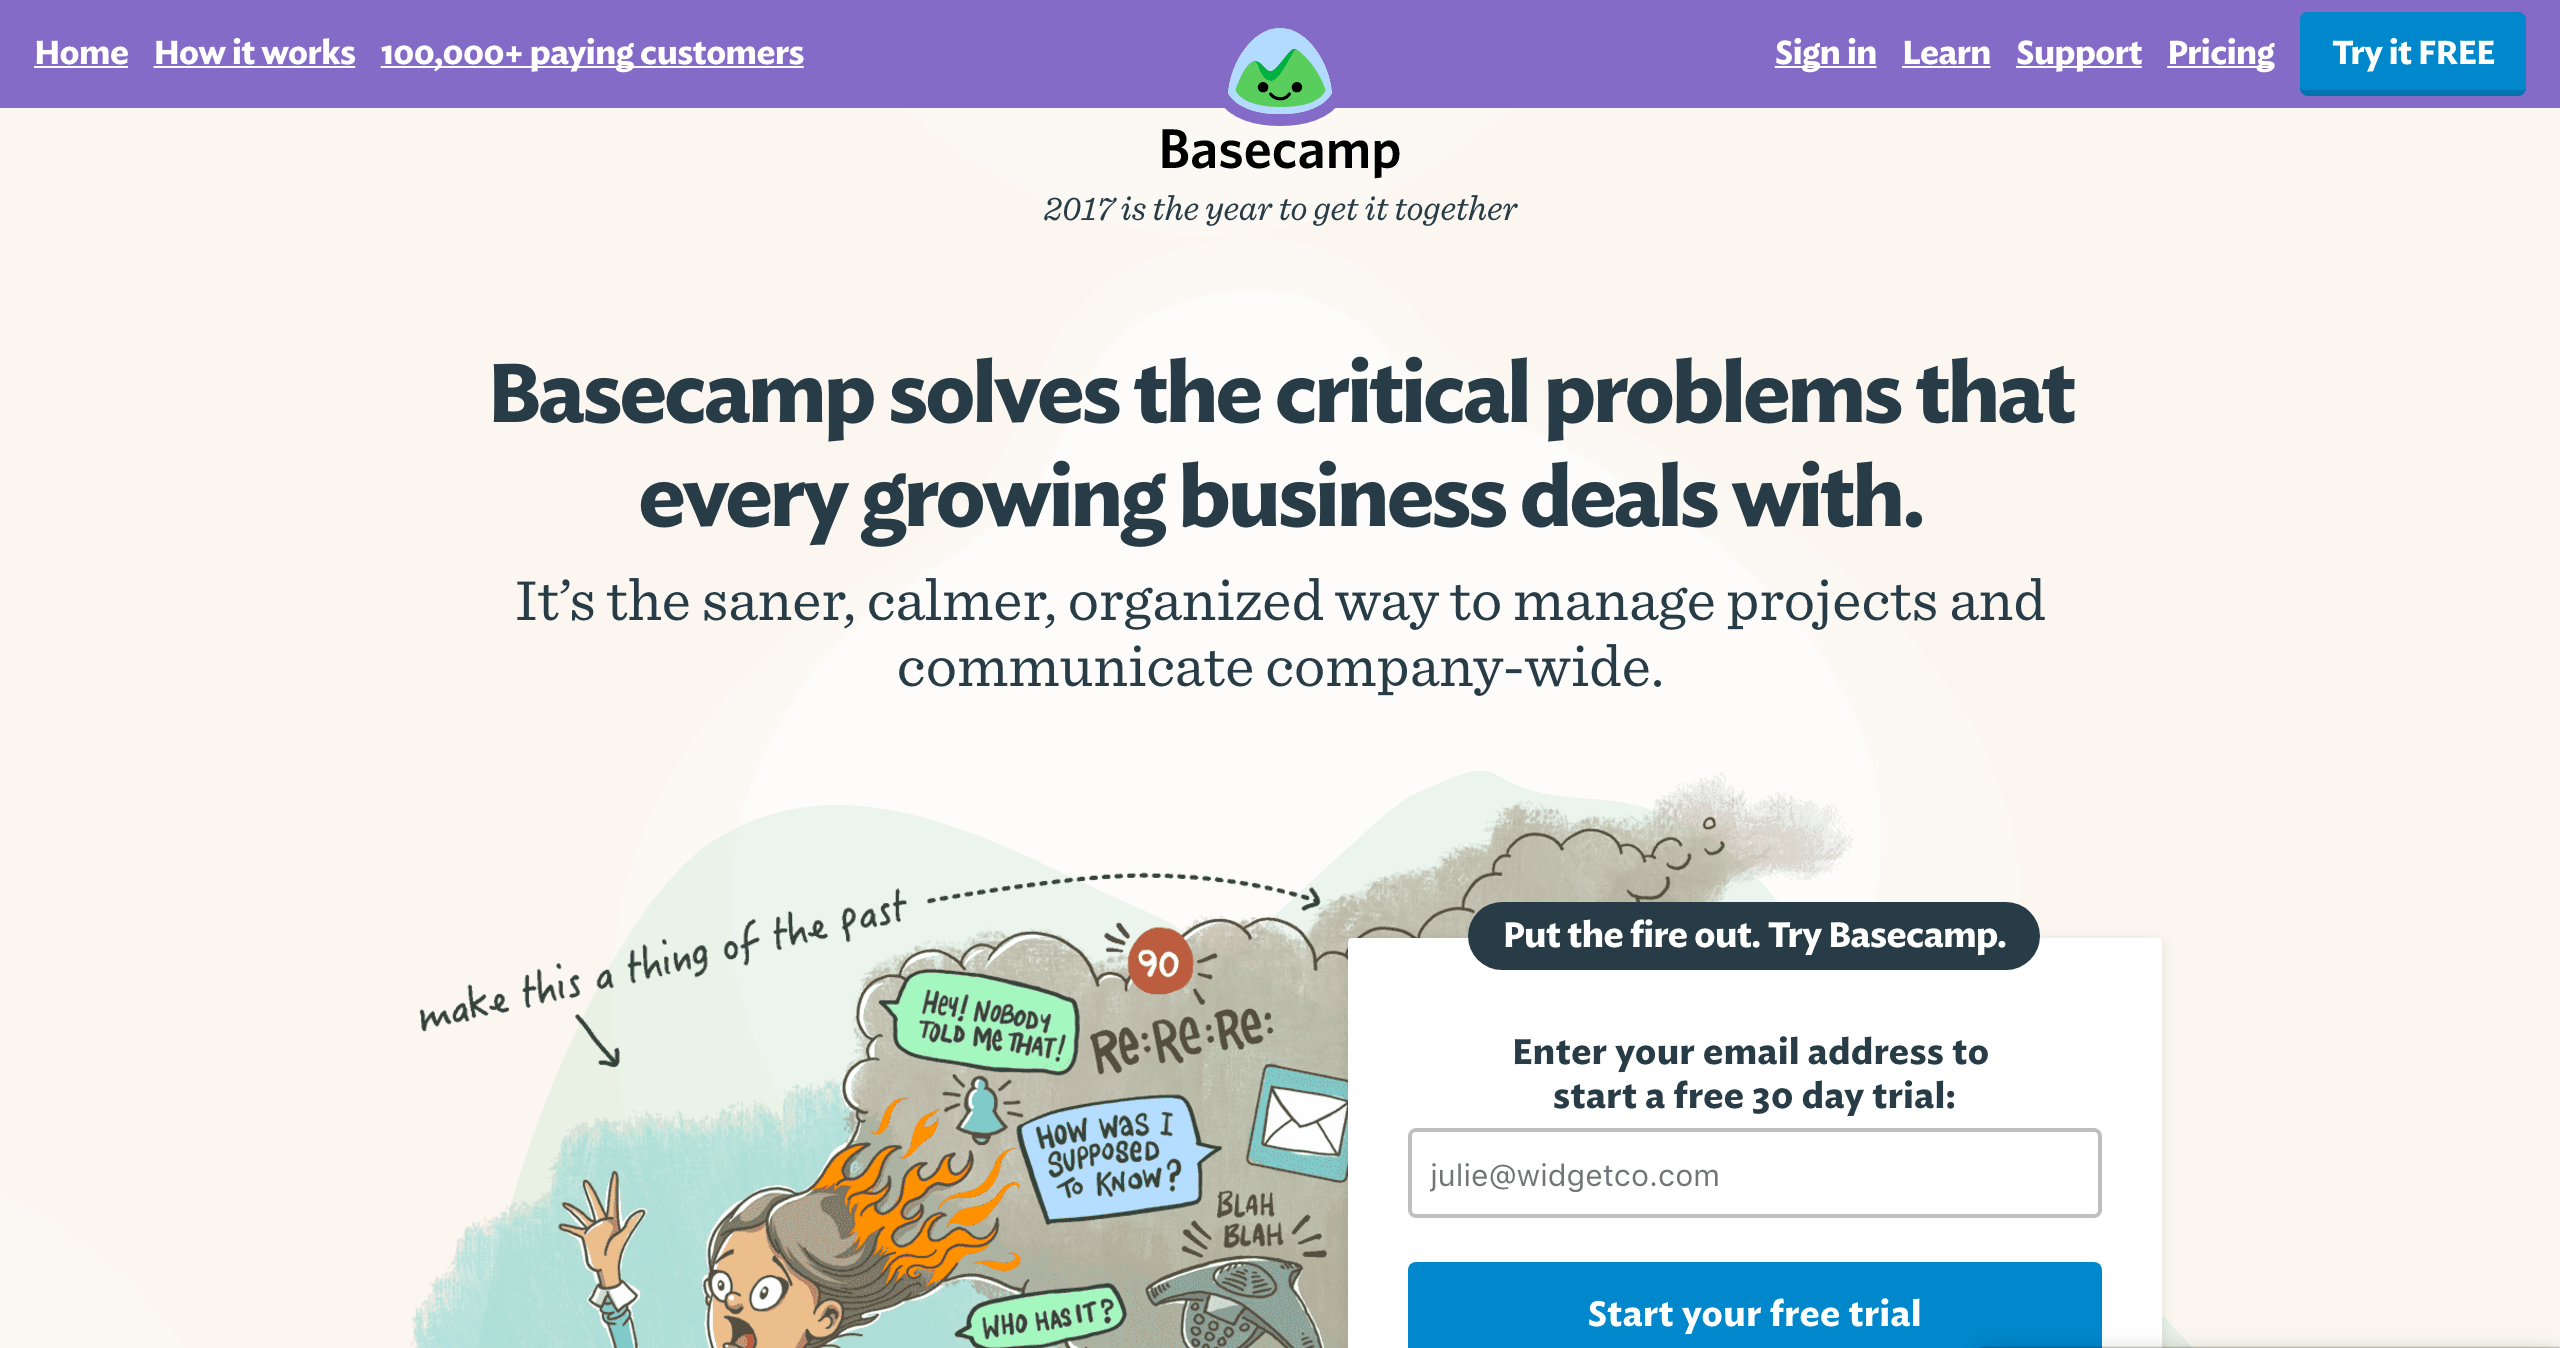 Home How it works 100,000+ paying customers
Sign in Learn Support Pricing Try it FREE
Basecamp
2017 is the year to get it together
Basecamp solves the critical problems that
every growing business deals with.
It’s the saner, calmer, organized way to manage projects and
communicate company-wide.
make this a thing of the past
90
Hey! NOBODY
TOLD Me THAT!
Re:Re:Re:
HOW WAS I
SUPPOSED
TO KNOW?
BLAH
BLAH
WHO HAS IT?
Put the fire out. Try Basecamp.
Enter your email address to
start a free 30 day trial:
julie@widgetco.com
Start your free trial